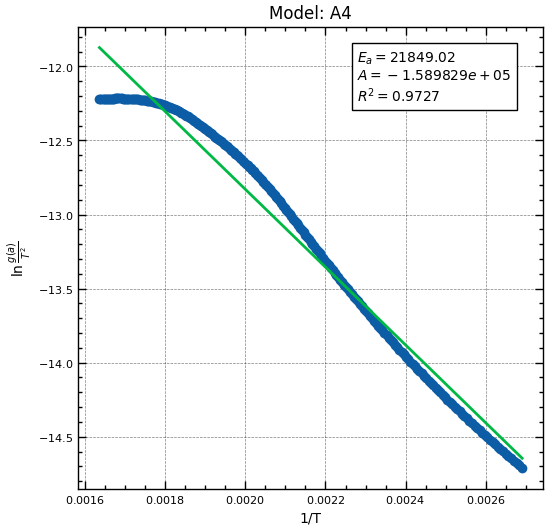 Model: A4
E_a = 21849.02
A = −1.589829e + 05
R^2 = 0.9727
ln g(a)/T^2
−12.0
−12.5
−13.0
−13.5
−14.0
−14.5
0.0016 0.0018 0.0020 0.0022 0.0024 0.0026
1/T